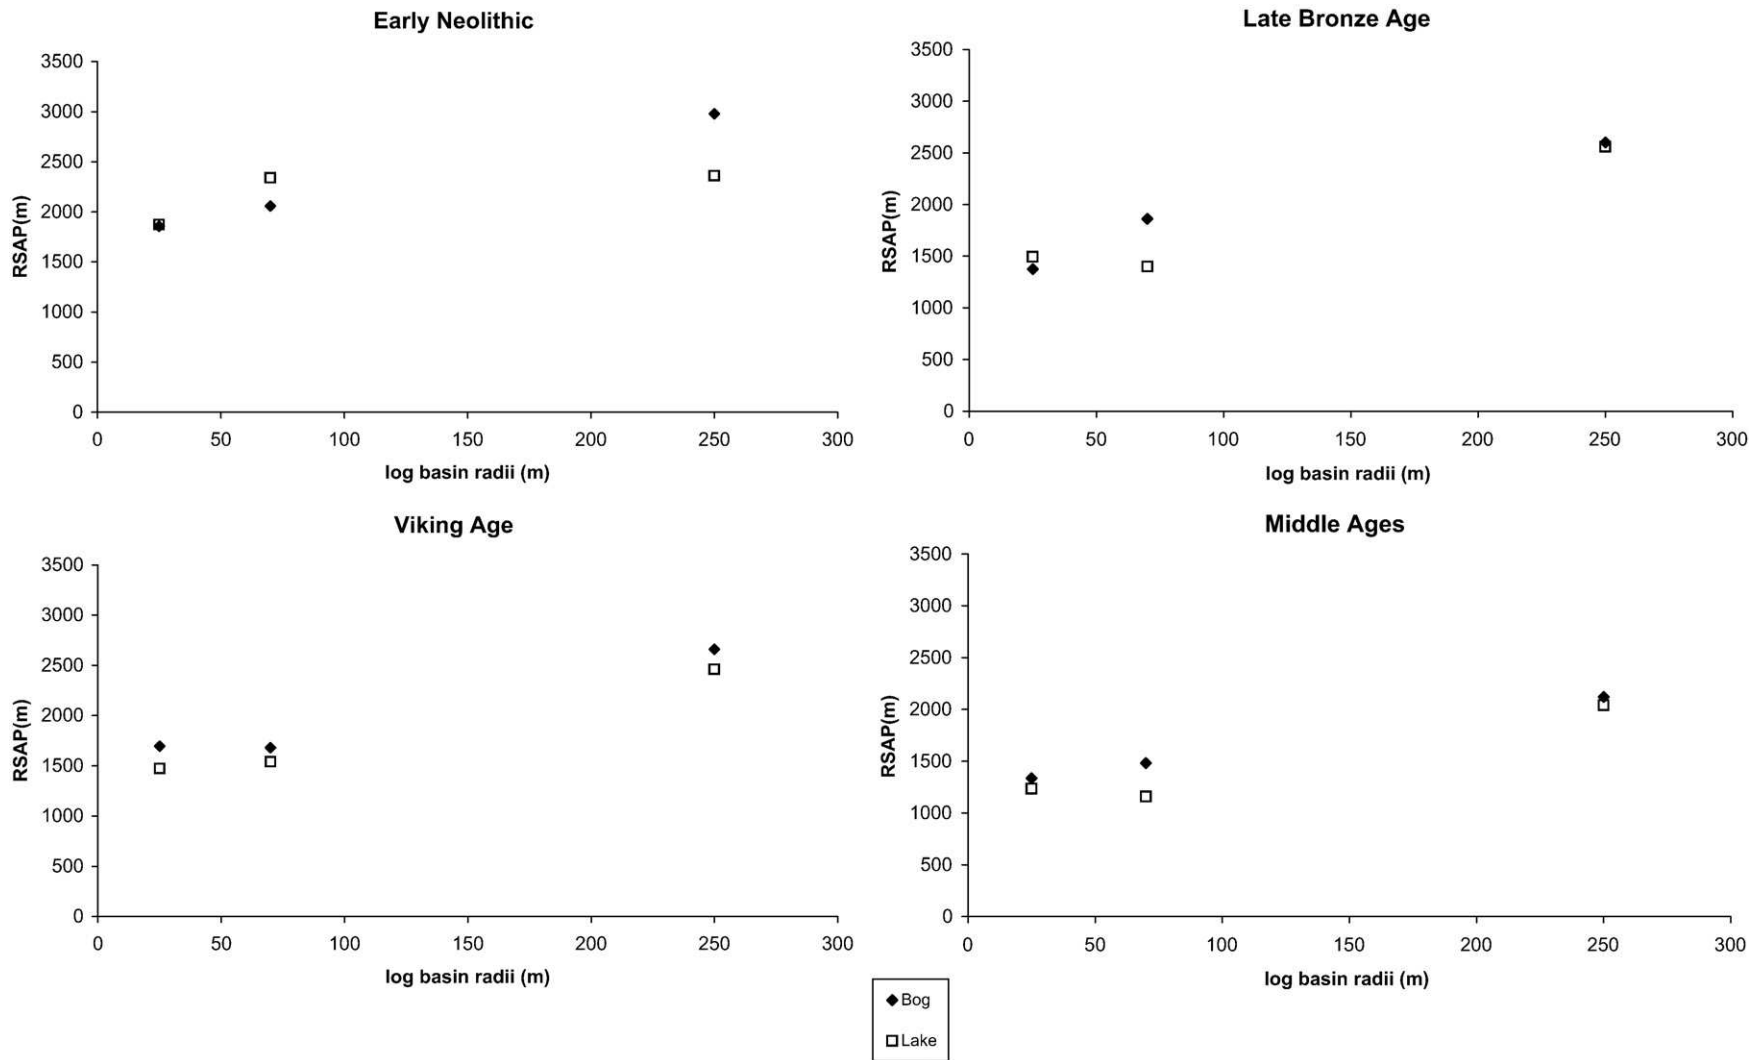 Early Neolithic
3500
3000
2500
2000
1500
1000
500
0
RSAP(m)
0 50 100 150 200 250 300
log basin radii (m)
Late Bronze Age
3500
3000
2500
2000
1500
1000
500
0
RSAP(m)
0 50 100 150 200 250 300
log basin radii (m)
Viking Age
3500
3000
2500
2000
1500
1000
500
0
RSAP(m)
0 50 100 150 200 250 300
log basin radii (m)
Middle Ages
3500
3000
2500
2000
1500
1000
500
0
RSAP(m)
0 50 100 150 200 250 300
log basin radii (m)
Bog
Lake